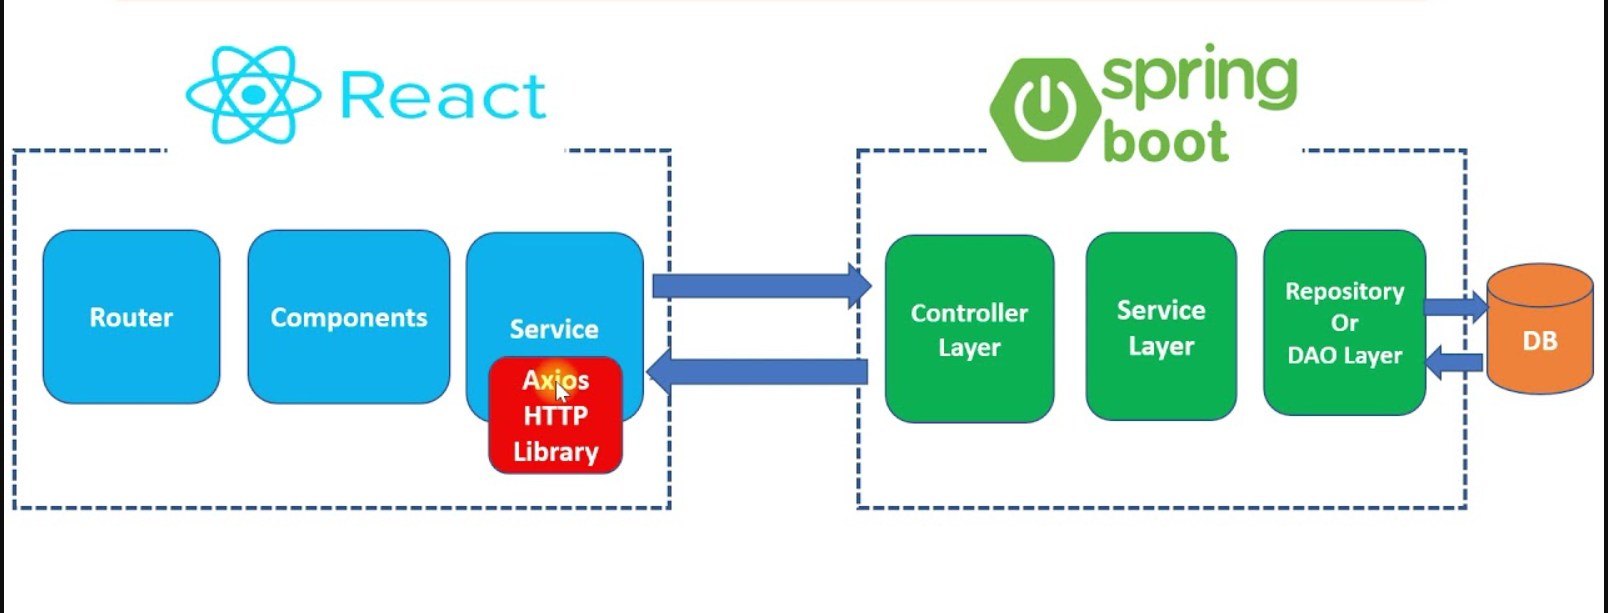 React
spring
boot
Router
Components
Service
Axios
HTTP
Library
Controller
Layer
Service
Layer
Repository
Or
DAO Layer
DB